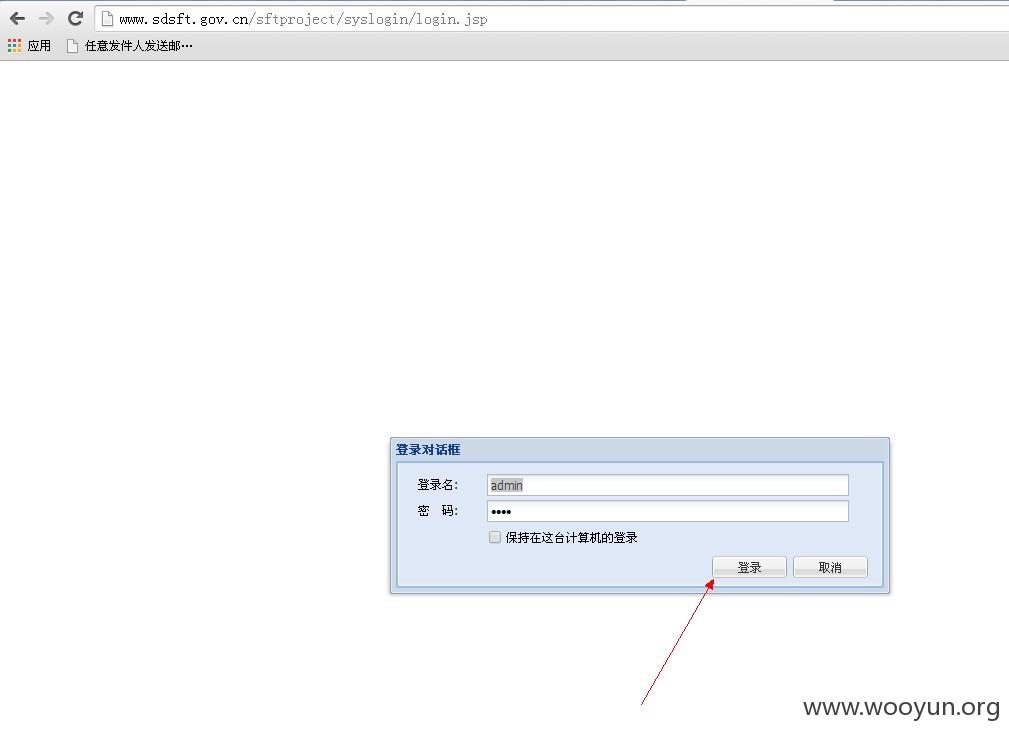 www.sdsft.gov.cn/sftproject/syslogin/login.jsp
应用 任意发件人发送邮…
登录对话框
登录名: admin
密 码: ••••
保持在这台计算机的登录
登录 取消
www.wooyun.org